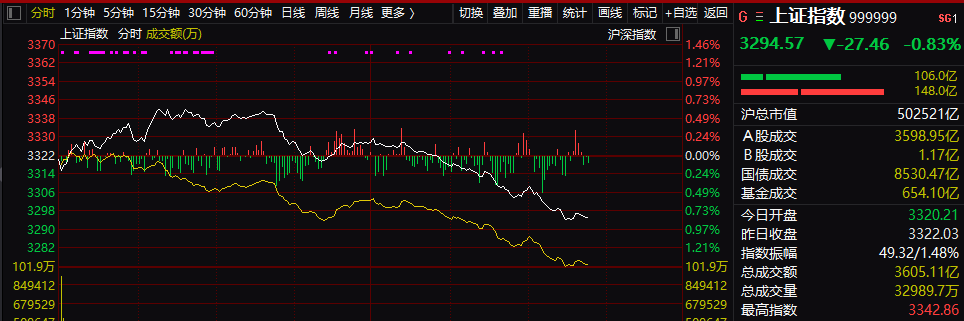 分时 1分钟 5分钟 15分钟 30分钟 60分钟 日线 周线 月线 更多 〉 切换 叠加 重播 统计 画线 标记 +自选 返回
上证指数 分时 成交额(万) 沪深指数
3370 1.46%
3362 1.21%
3354 0.97%
3346 0.73%
3338 0.49%
3330 0.24%
3322 0.00%
3314 0.24%
3306 0.49%
3298 0.73%
3290 0.97%
3282 1.21%
101.9万 101.9万
849412 849412
679529 679529
G 三 上证指数 999999 SG1
3294.57 ▼-27.46 -0.83%
106.0亿
148.0亿
沪总市值 502521亿
A股成交 3598.95亿
B股成交 1.17亿
国债成交 8530.47亿
基金成交 654.10亿
今日开盘 3320.21
昨日收盘 3322.03
指数振幅 49.32/1.48%
总成交额 3605.11亿
总成交量 32989.7万
最高指数 3342.86